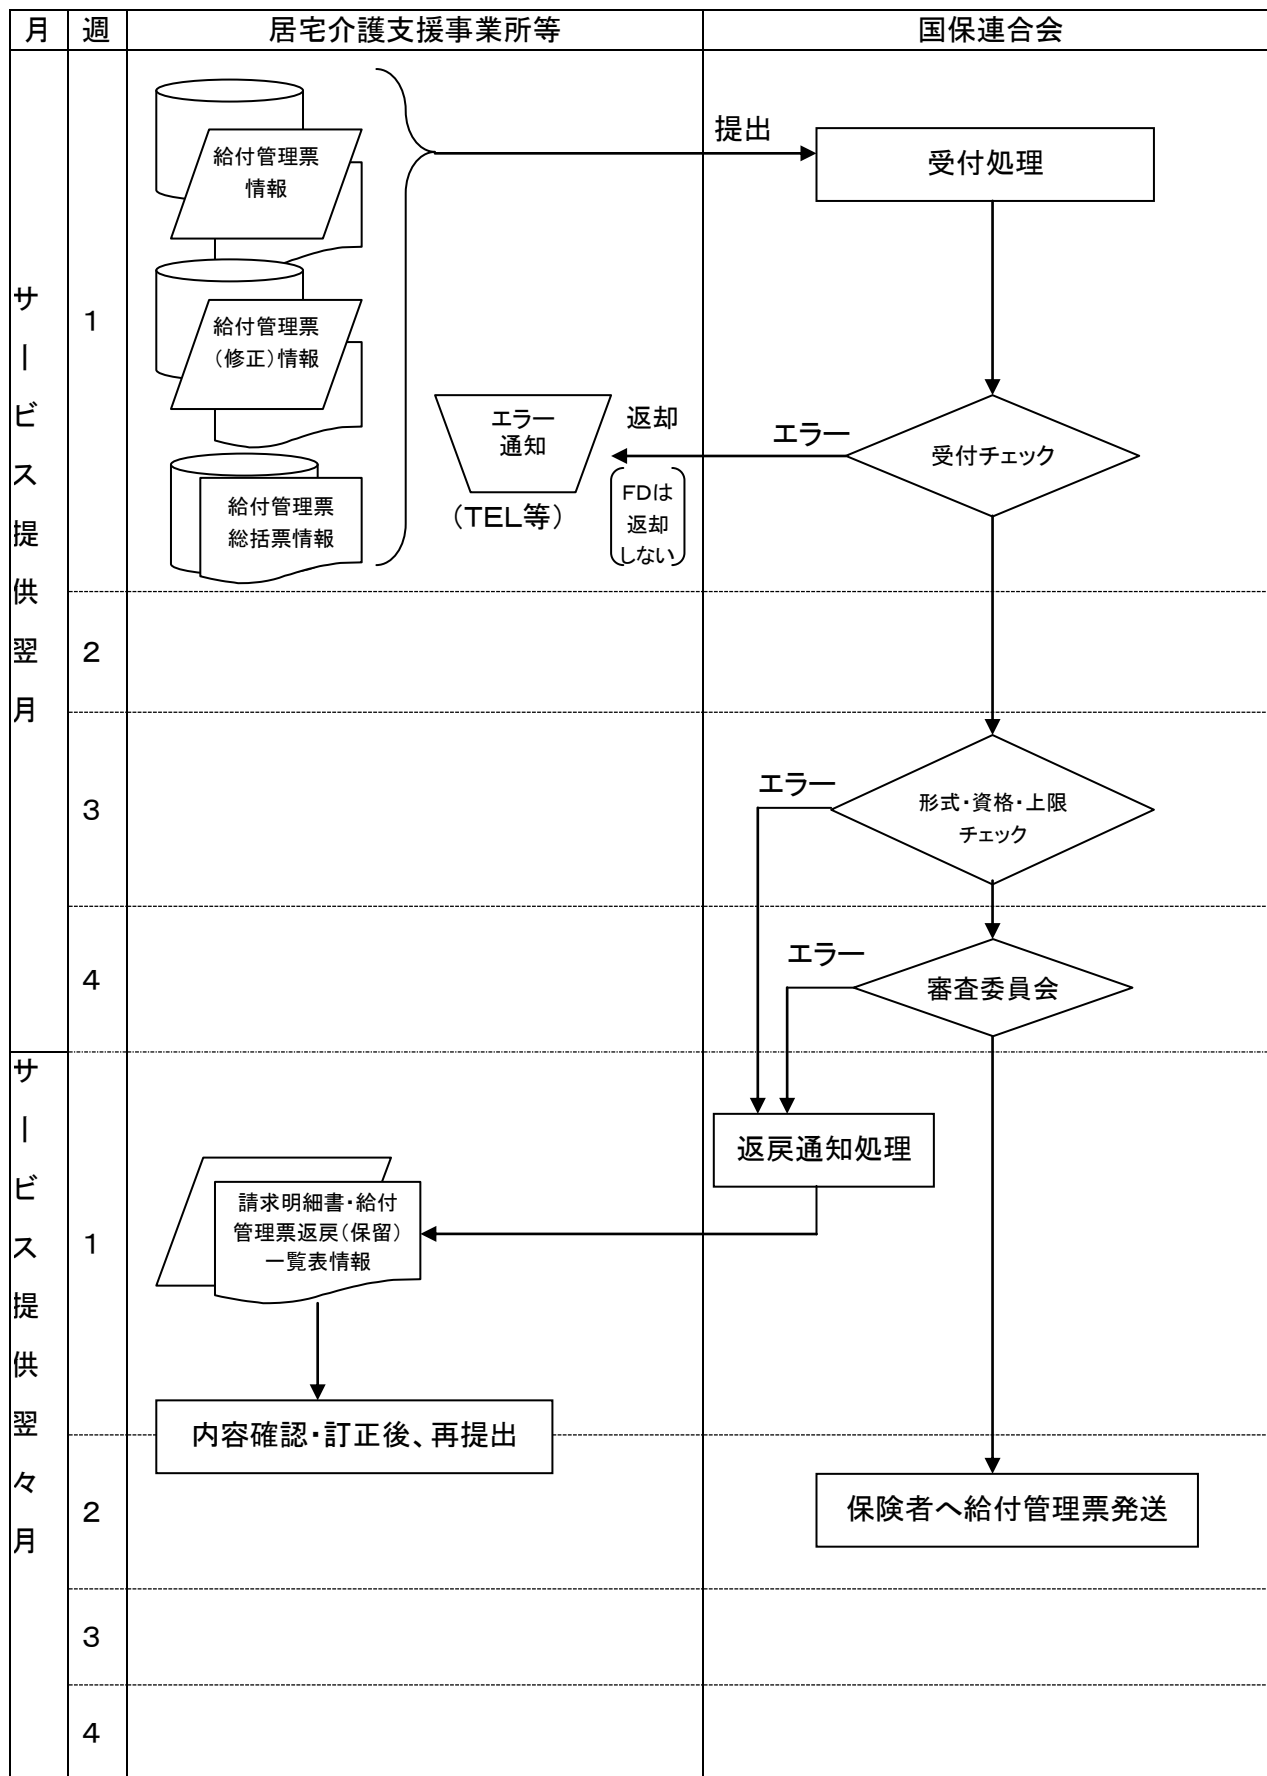 月 週 居宅介護支援事業所等 国保連合会
サービス提供翌月
1
給付管理票
情報
給付管理票
（修正）情報
給付管理票
総括票情報
提出
受付処理
エラー
通知
（TEL等）
返却
FDは
返却
しない
エラー
受付チェック
2
3
エラー
形式・資格・上限
チェック
4
エラー
審査委員会
サービス提供翌々月
1
返戻通知処理
請求明細書・給付
管理票返戻（保留）
一覧表情報
内容確認・訂正後、再提出
2
保険者へ給付管理票発送
3
4